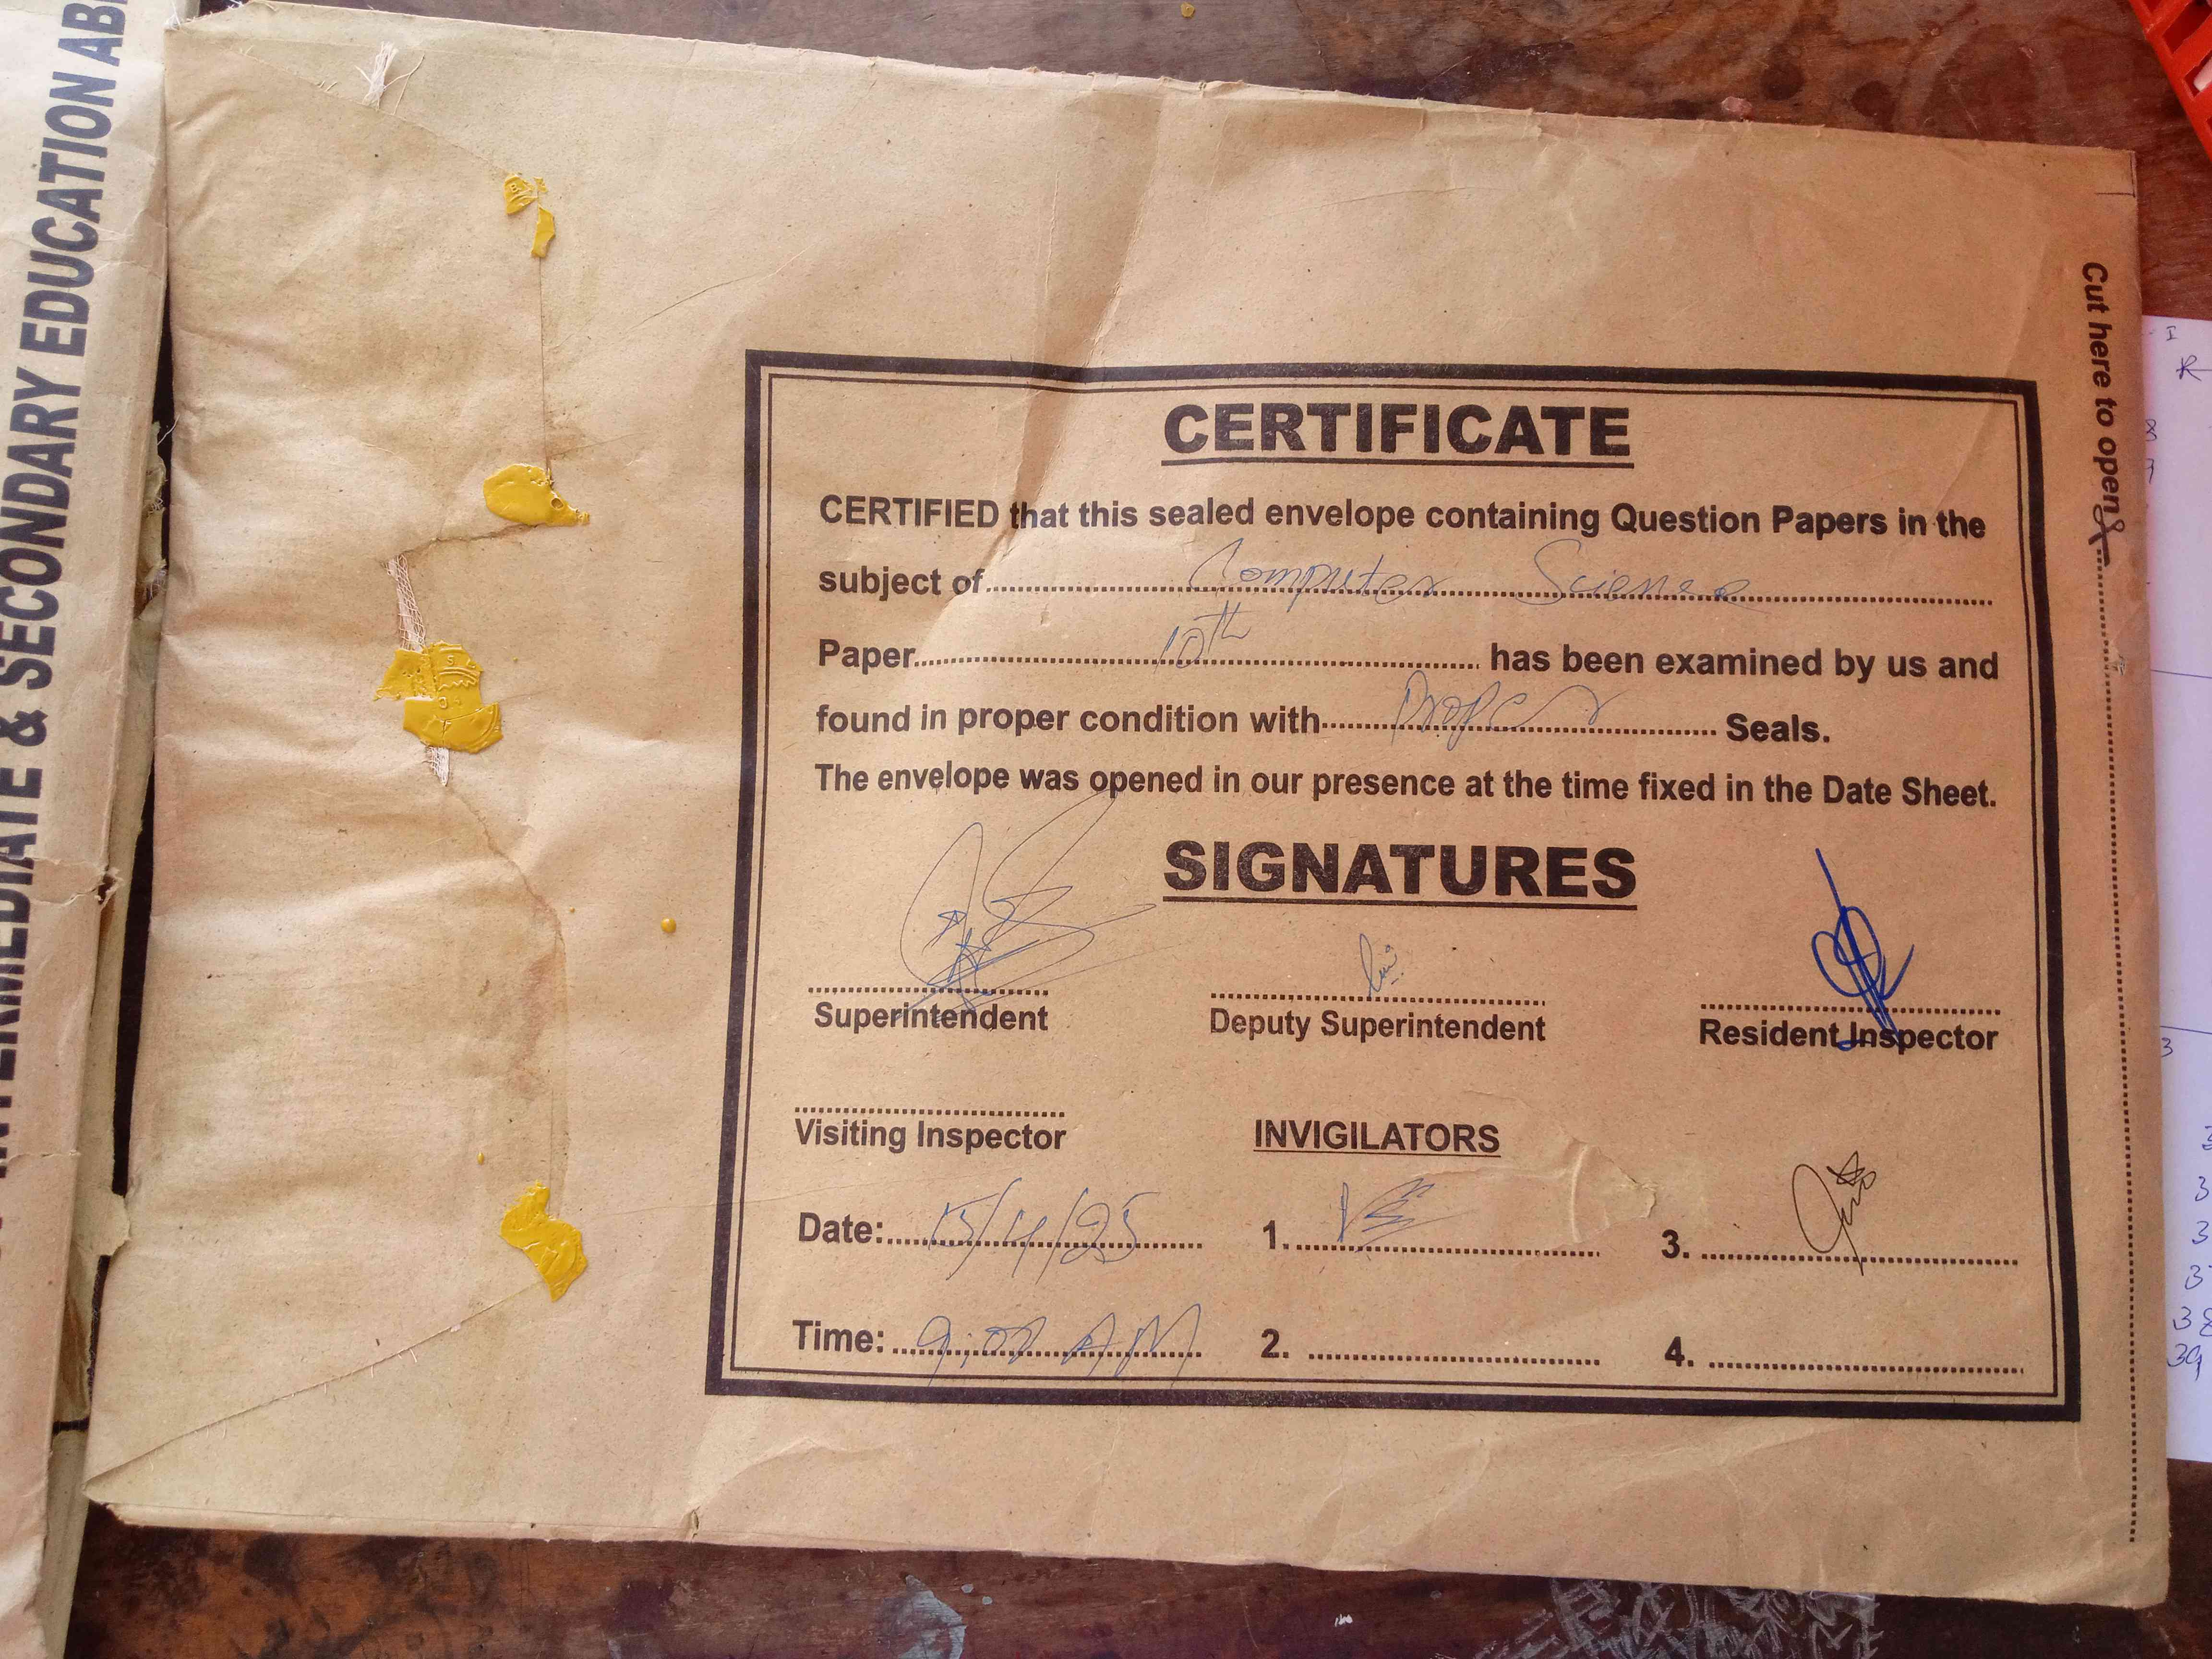 INTERMEDIATE & SECONDARY EDUCATION AB
CERTIFICATE
CERTIFIED that this sealed envelope containing Question Papers in the
subject of Computer Science
Paper 10th has been examined by us and
found in proper condition with Proper Seals.
The envelope was opened in our presence at the time fixed in the Date Sheet.
SIGNATURES
Superintendent Deputy Superintendent Resident Inspector
Visiting Inspector INVIGILATORS
Date: 15/4/25 1. 3.
Time: 9:00 AM 2. 4.
Cut here to open
38
39